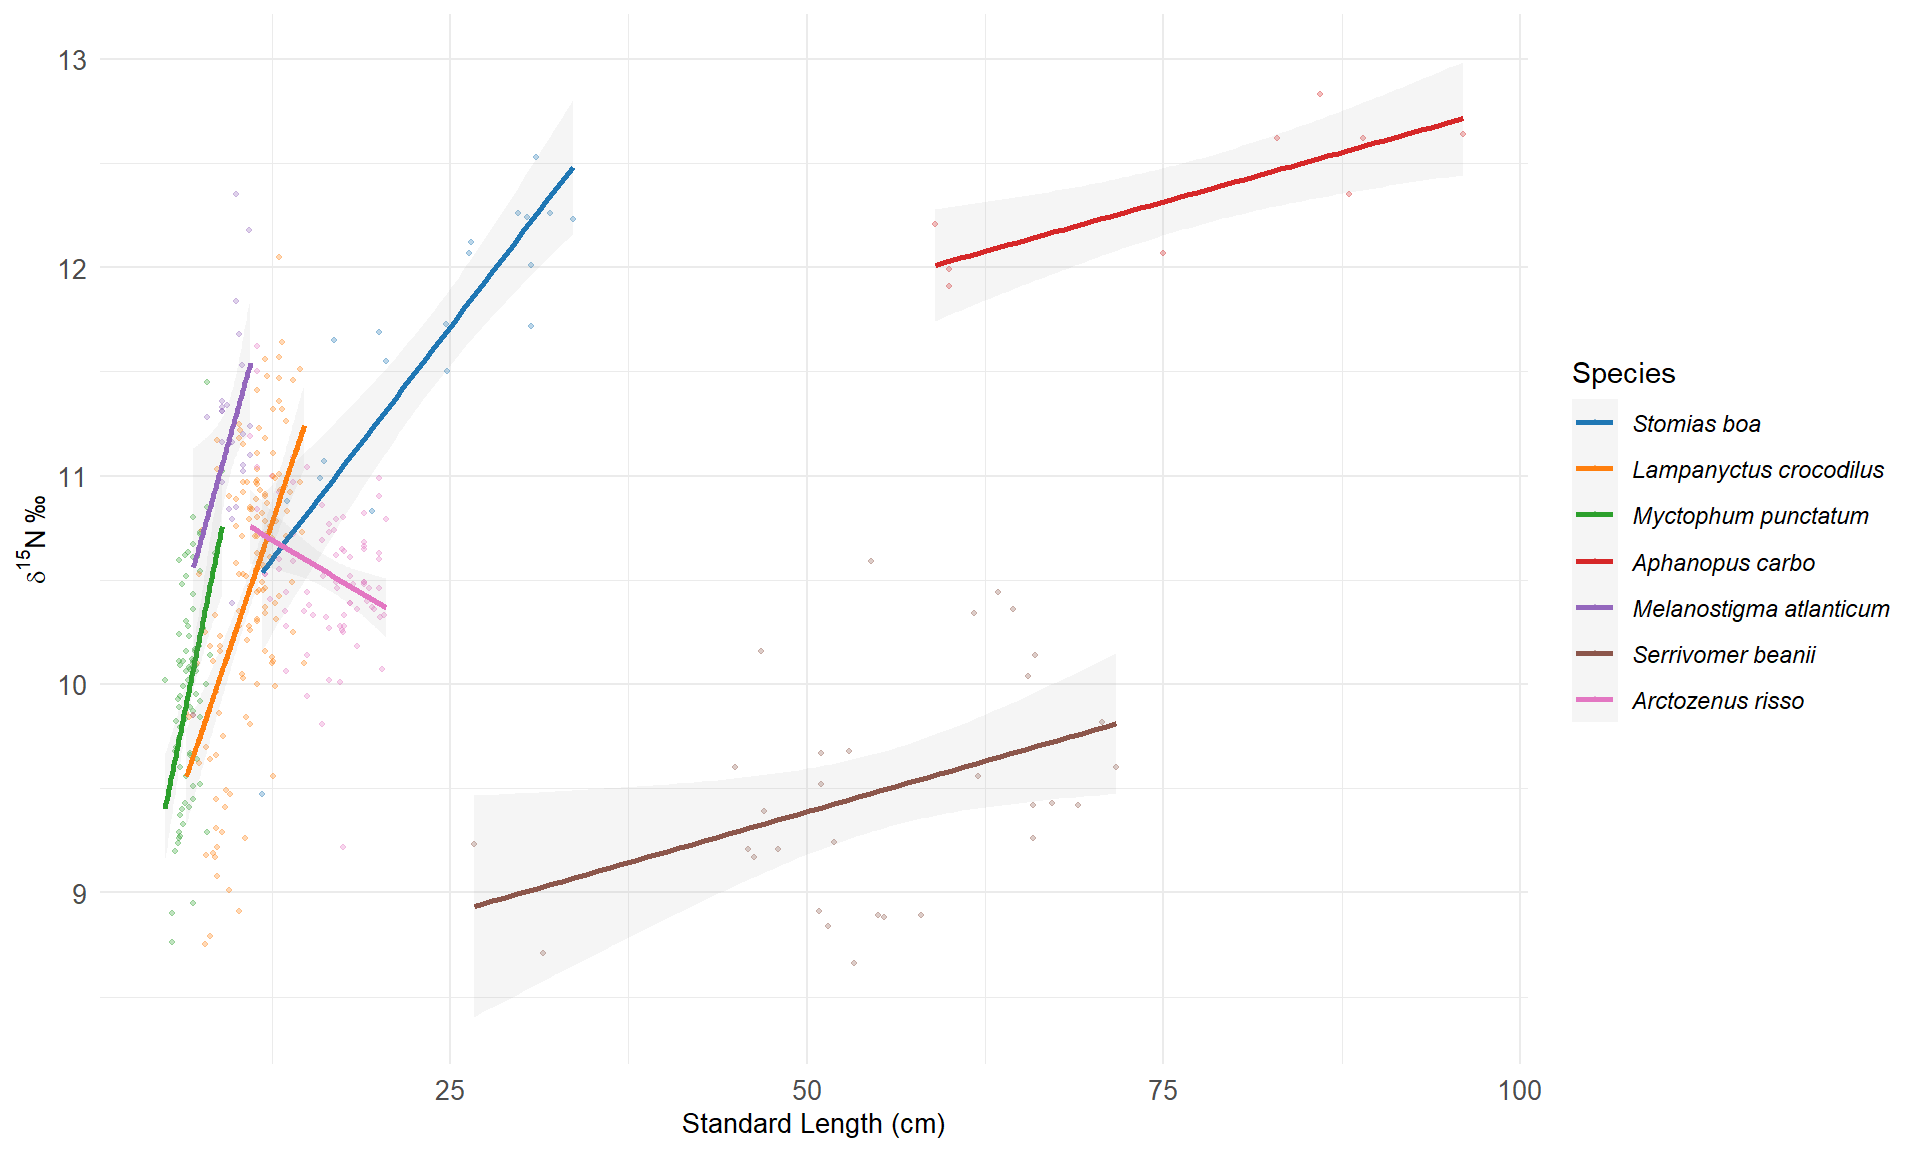 13
12
11
10
9
δ15N ‰
25
50
75
100
Standard Length (cm)
Species
Stomias boa
Lampanyctus crocodilus
Myctophum punctatum
Aphanopus carbo
Melanostigma atlanticum
Serrivomer beanii
Arctozenus risso